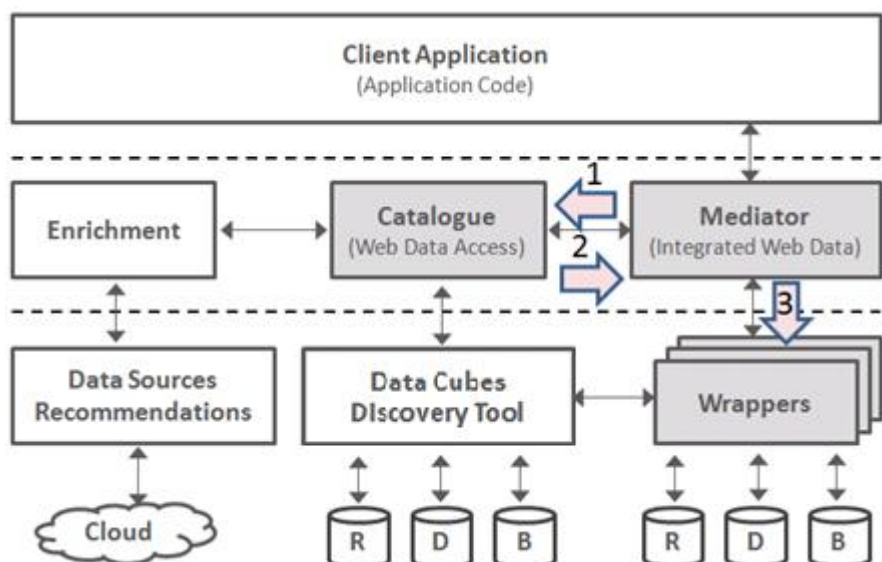 Client Application
(Application Code)
1
Enrichment
Catalogue
(Web Data Access)
2
Mediator
(Integrated Web Data)
3
Data Sources
Recommendations
Data Cubes
Discovery Tool
Wrappers
Cloud
R
D
B
R
D
B